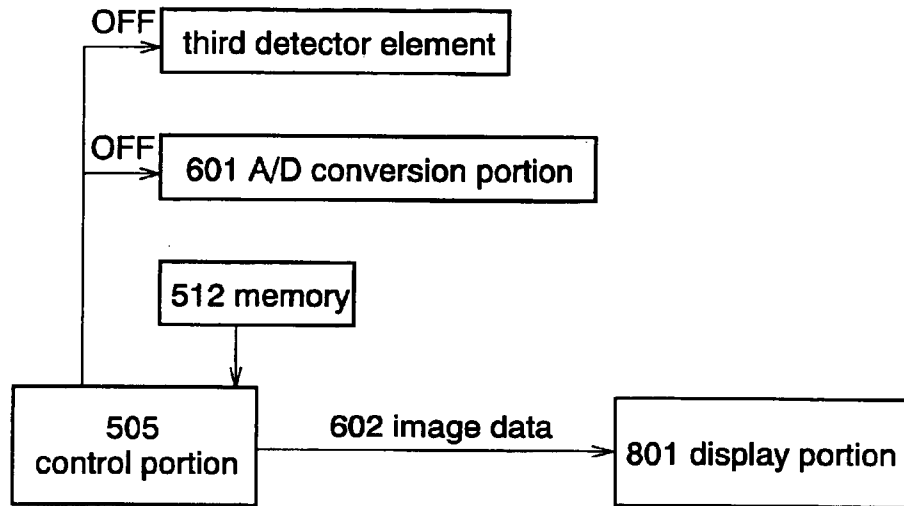 OFF
third detector element
OFF
601 A/D conversion portion
512 memory
505
control portion
602 image data
801 display portion